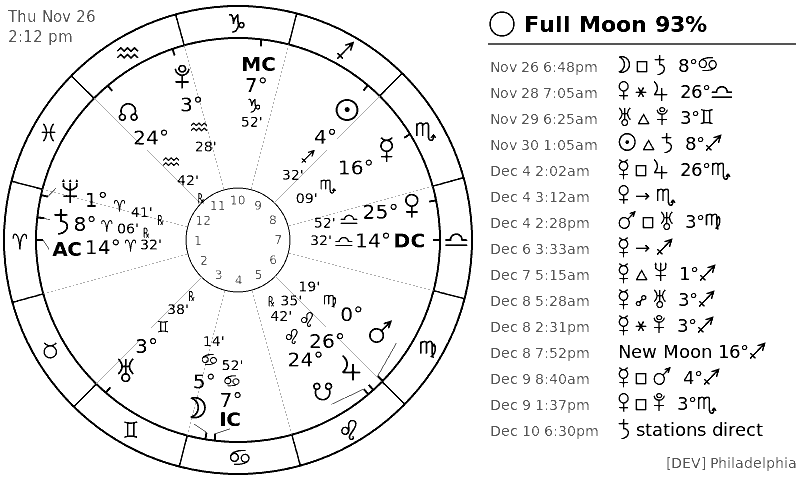 Thu Nov 26
2:12 pm
♑
♐
♏
♎
♍
♌
♋
♊
♉
♈
♓
♒
MC
7°
♑
52'
☉
4°
♐
32'
☿
16°
♏
09'
♀ 25° ♎ 52'
DC 14° ♎ 32'
♂ 0° ♍ 19'
♃ 26° ♌ 35' ℞
☋ 24° ♌ 42'
IC
7°
♋
52'
☽
5°
♋
14'
♅
3°
♊
38' ℞
AC 14° ♈ 32'
♄ 8° ♈ 06' ℞
♆ 1° ♈ 41' ℞
☊
24°
♒
42' ℞
♇
3°
♒
28'
1
2
3
4
5
6
7
8
9
10
11
12
Full Moon 93%
Nov 26 6:48pm ☽ □ ♄ 8°♋
Nov 28 7:05am ♀ ⚹ ♃ 26°♎
Nov 29 6:25am ♅ △ ♇ 3°♊
Nov 30 1:05am ☉ △ ♄ 8°♐
Dec 4 2:02am ☿ □ ♃ 26°♏
Dec 4 3:12am ♀ → ♏
Dec 4 2:28pm ♂ □ ♅ 3°♍
Dec 6 3:33am ☿ → ♐
Dec 7 5:15am ☿ △ ♆ 1°♐
Dec 8 5:28am ☿ ☍ ♅ 3°♐
Dec 8 2:31pm ☿ ⚹ ♇ 3°♐
Dec 8 7:52pm New Moon 16°♐
Dec 9 8:40am ☿ □ ♂ 4°♐
Dec 9 1:37pm ♀ □ ♇ 3°♏
Dec 10 6:30pm ♄ stations direct
[DEV] Philadelphia